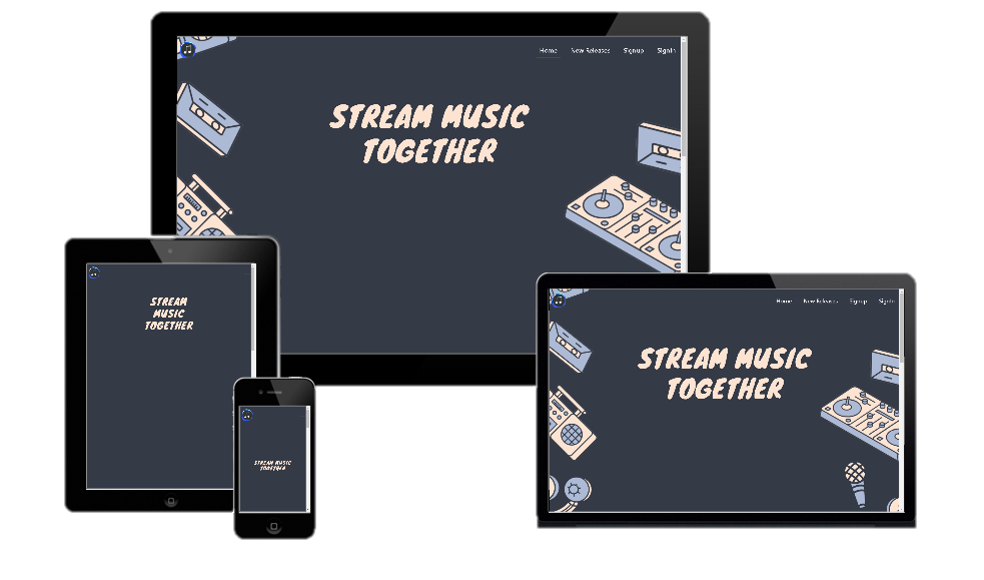 Home New Releases Signup SignIn
STREAM MUSIC
TOGETHER
STREAM
MUSIC
TOGETHER
STREAM MUSIC
TOGETHER
Home New Releases Signup SignIn
STREAM MUSIC
TOGETHER